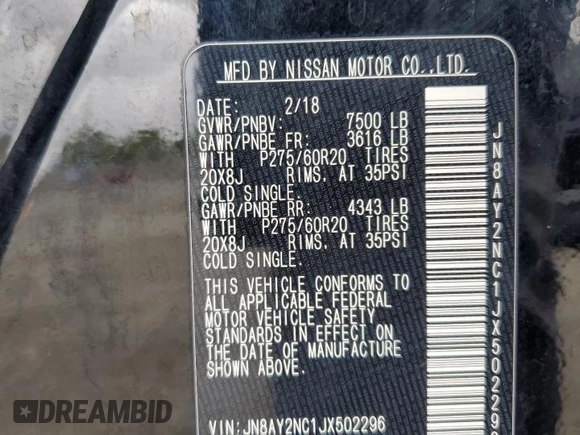 MFD BY NISSAN MOTOR CO.,LTD.
DATE: 2/18
GVWR/PNBV: 7500 LB
GAWR/PNBE FR: 3616 LB
WITH P275/60R20 TIRES
20X8J RIMS, AT 35PSI
COLD SINGLE.
GAWR/PNBE RR: 4343 LB
WITH P275/60R20 TIRES
20X8J RIMS, AT 35PSI
COLD SINGLE.
THIS VEHICLE CONFORMS TO
ALL APPLICABLE FEDERAL
MOTOR VEHICLE SAFETY
STANDARDS IN EFFECT ON
THE DATE OF MANUFACTURE
SHOWN ABOVE.
VIN:JN8AY2NC1JX502296
JN8AY2NC1JX50229
EPICBID